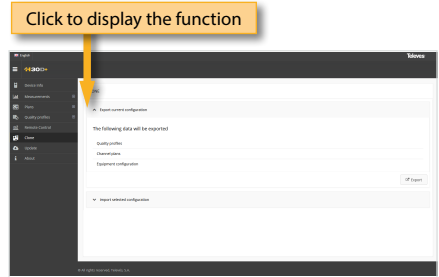 Click to display the function
English
Televes
H30D+
Device info
Measurements
Plans
Quality profiles
Remote Control
Clone
Update
About
Export current configuration
The following data will be exported
Quality profiles
Channel plans
Equipment configuration
Export
Import selected configuration
© All rights reserved, Televes, S.A.